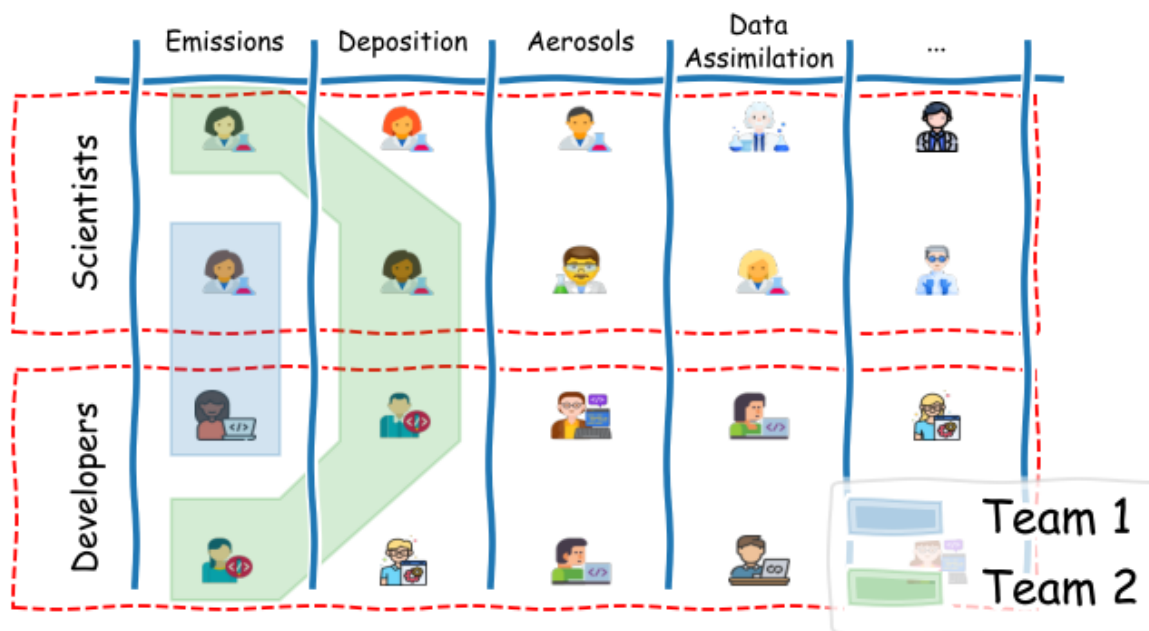 Emissions
Deposition
Aerosols
Data
Assimilation
...
Scientists
Developers
Team 1
Team 2